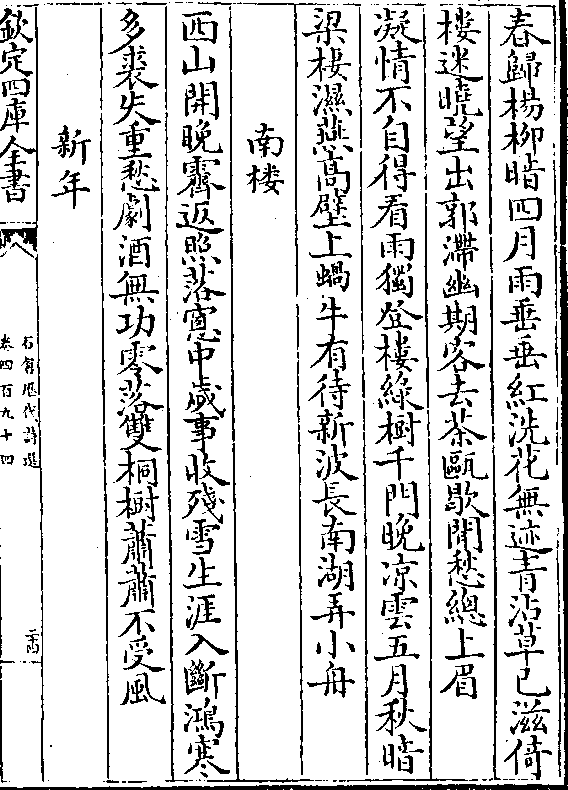 春歸楊柳暗四月雨垂垂紅洗花無迹青沾草已滋倚
樓迷曉望出郭滯幽期客去茶甌歇閒愁總上眉
凝情不自得看雨獨登樓綠樹千門晚凉雲五月秋暗
梁棲濕燕高壁上蝸牛有待新波長南湖弄小舟
南楼
西山開晚霽返照落窻中歲事收殘雪生涯入斷鴻寒
多裘失重愁劇酒無功零落雙桐樹蕭蕭不受風
新年
欽定四庫全書
石倉歷代詩選
卷四百九十四